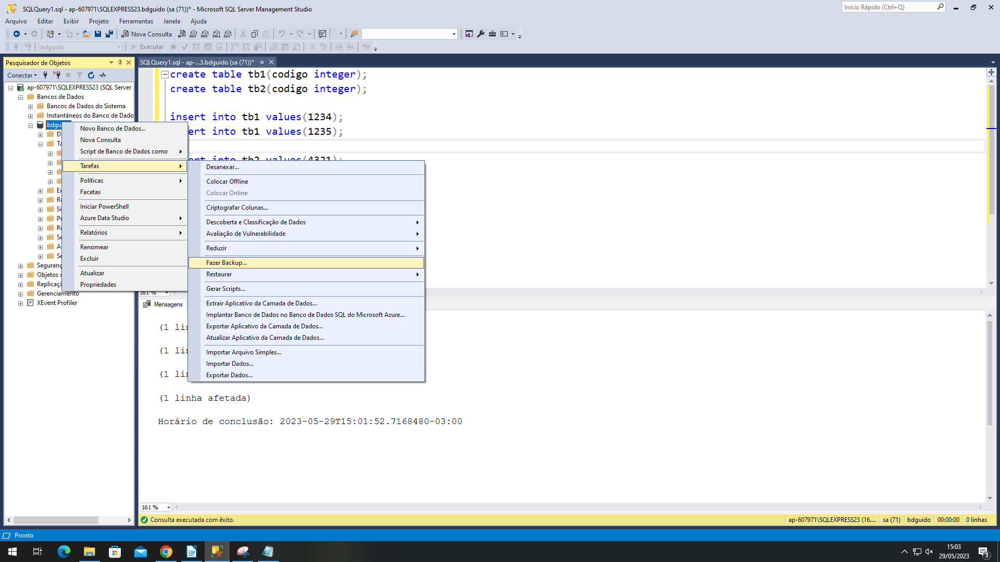 SQLQuery1.sql - ap-607971\SQLEXPRESS23.bdguido (sa (71))* - Microsoft SQL Server Management Studio
Início Rápido (Ctrl+Q)
Arquivo Editar Exibir Projeto Ferramentas Janela Ajuda
Nova Consulta
MDX DMX XMLA DAX
bdguido
Executar
Pesquisador de Objetos
Conectar
ap-607971\SQLEXPRESS23 (SQL Server
Bancos de Dados
Bancos de Dados do Sistema
Instantâneos do Banco de Dado
bdgu
Seguranç
Objetos
Replicaç
Gerenciamento
XEvent Profiler
Novo Banco de Dados...
Nova Consulta
Script de Banco de Dados como
Tarefas
Políticas
Facetas
Iniciar PowerShell
Azure Data Studio
Relatórios
Renomear
Excluir
Atualizar
Propriedades
Desanexar...
Colocar Offline
Colocar Online
Criptografar Colunas...
Descoberta e Classificação de Dados
Avaliação de Vulnerabilidade
Reduzir
Fazer Backup...
Restaurar
Gerar Scripts...
Extrair Aplicativo da Camada de Dados...
Implantar Banco de Dados no Banco de Dados SQL do Microsoft Azure...
Exportar Aplicativo da Camada de Dados...
Atualizar Aplicativo da Camada de Dados...
Importar Arquivo Simples...
Importar Dados...
Exportar Dados...
SQLQuery1.sql - ap-...3.bdguido (sa (71))*
create table tb1(codigo integer);
create table tb2(codigo integer);
insert into tb1 values(1234);
ert into tb1 values(1235);
ert into tb2 values(4321);
161 %
Mensagens
(1 lin
(1 lin
(1 lin
(1 linha afetada)
Horário de conclusão: 2023-05-29T15:01:52.7168480-03:00
161 %
Consulta executada com êxito.
ap-607971\SQLEXPRESS23 (16.... sa (71) bdguido 00:00:00 0 linhas
Pronto
15:03
29/05/2023
3